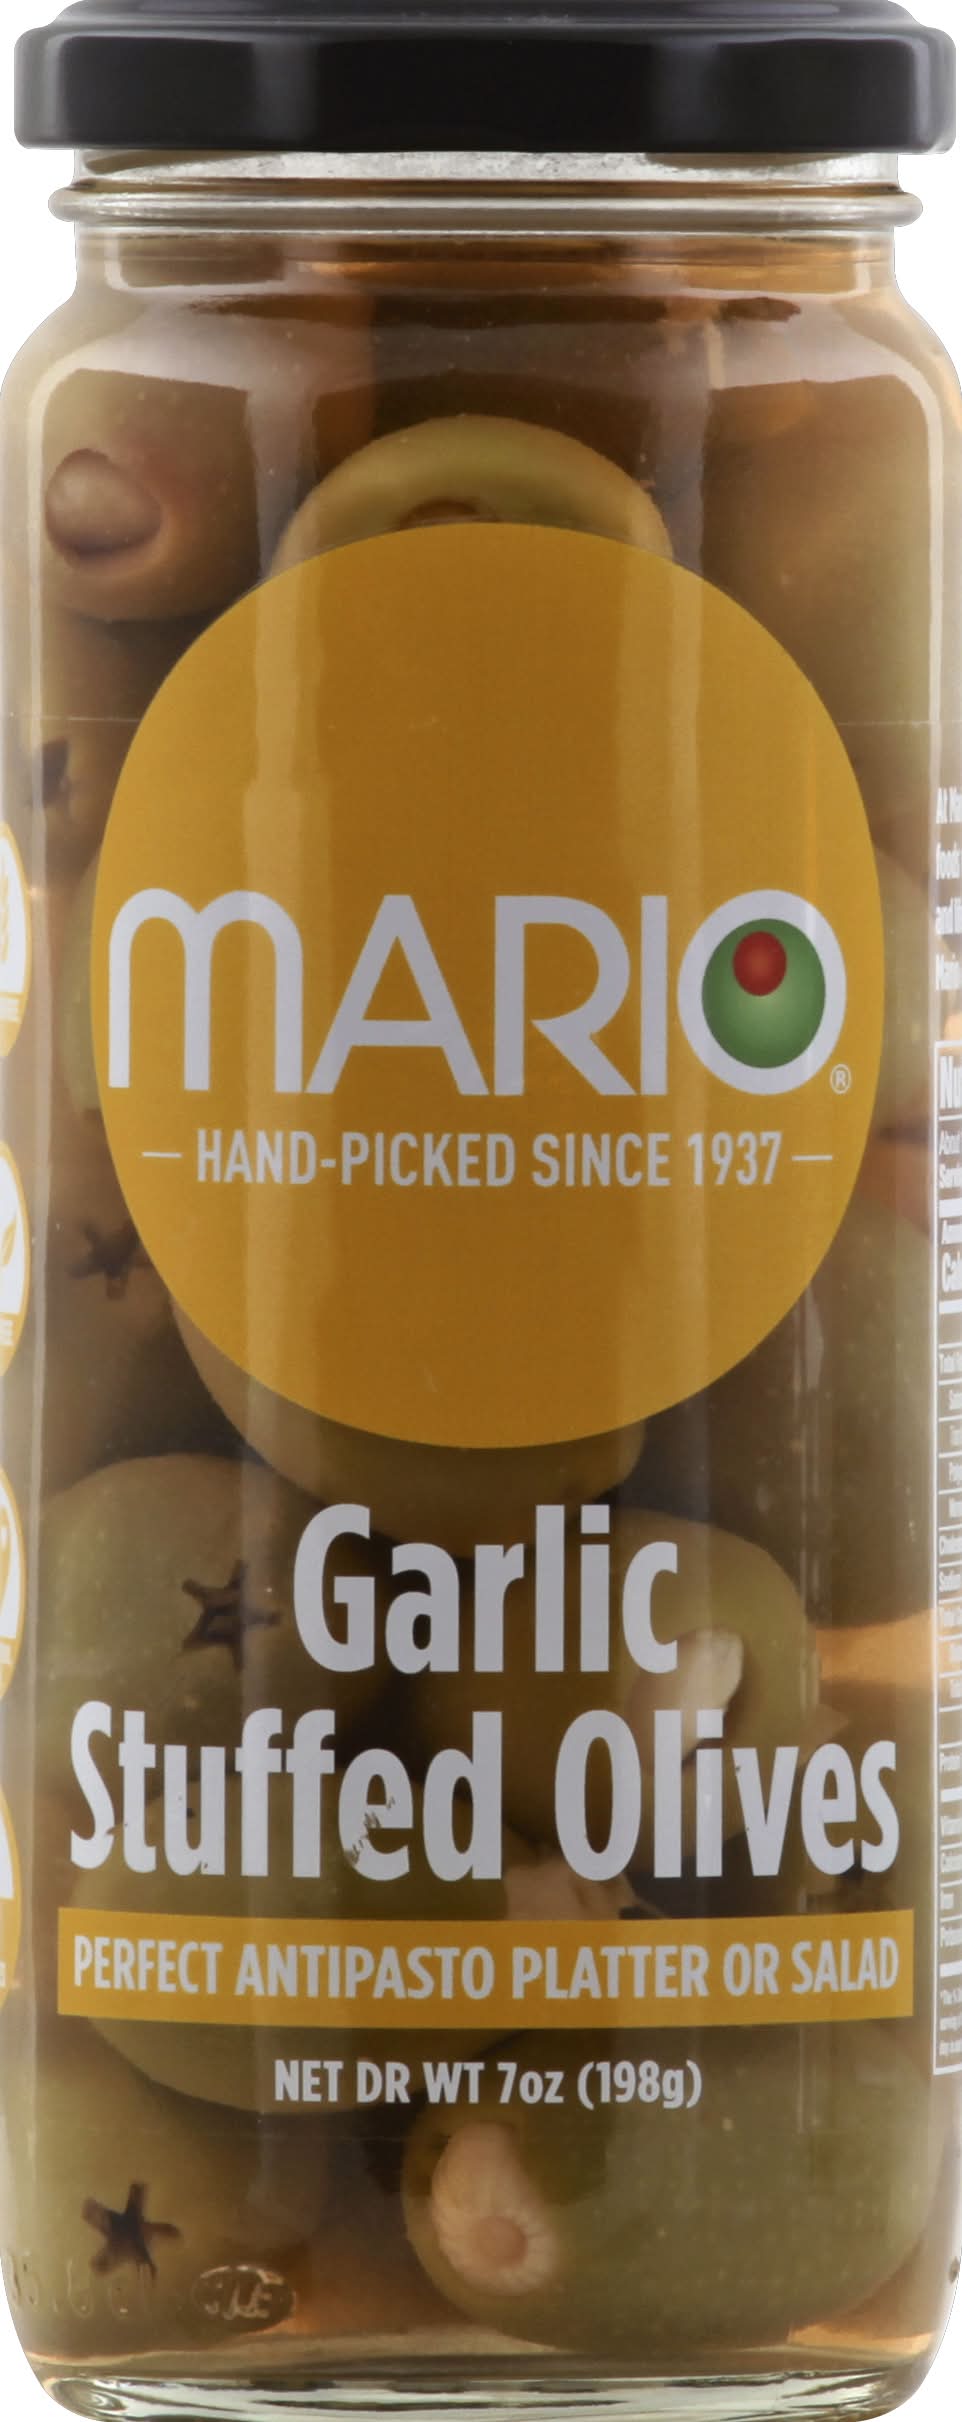 MARIO®
— HAND-PICKED SINCE 1937 —
Garlic
Stuffed Olives
PERFECT ANTIPASTO PLATTER OR SALAD
NET DR WT 7oz (198g)